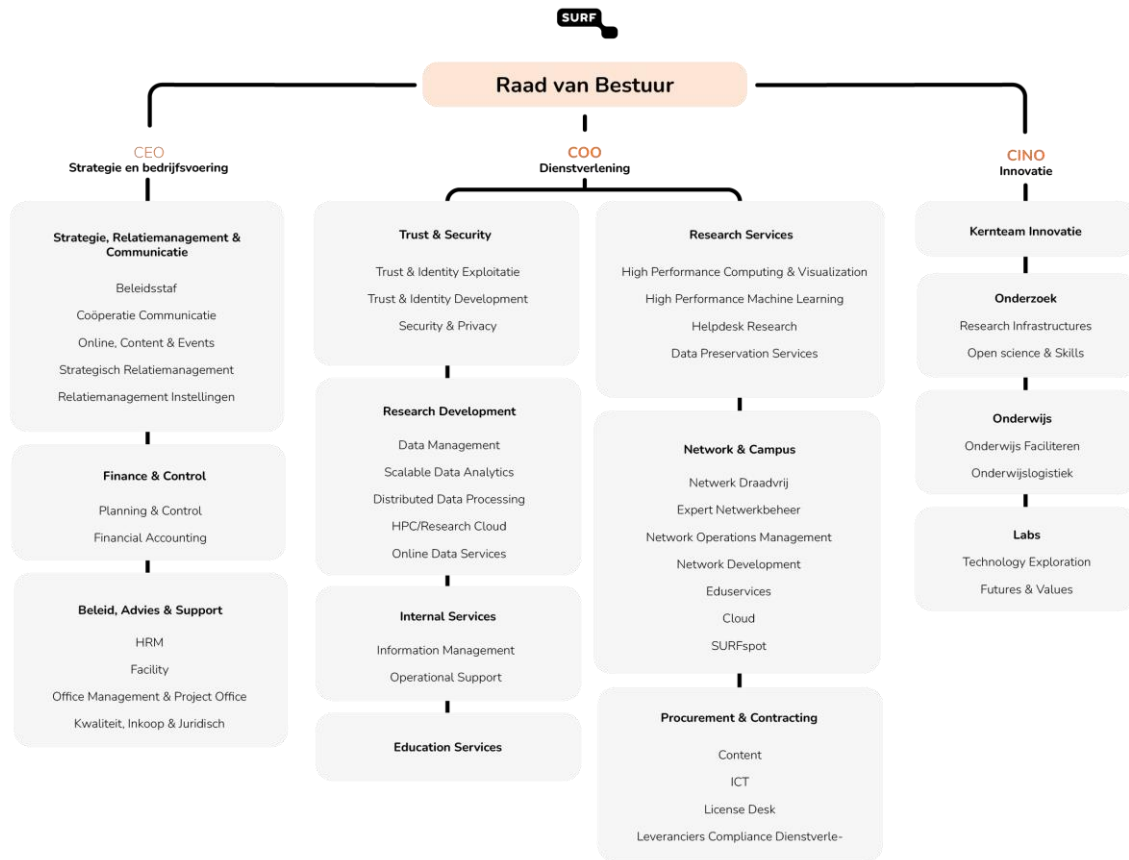 SURF
Raad van Bestuur
CEO
Strategie en bedrijfsvoering
Strategie, Relatiemanagement &
Communicatie
Beleidsstaf
Coöperatie Communicatie
Online, Content & Events
Strategisch Relatiemanagement
Relatiemanagement Instellingen
Finance & Control
Planning & Control
Financial Accounting
Beleid, Advies & Support
HRM
Facility
Office Management & Project Office
Kwaliteit, Inkoop & Juridisch
COO
Dienstverlening
Trust & Security
Trust & Identity Exploitatie
Trust & Identity Development
Security & Privacy
Research Development
Data Management
Scalable Data Analytics
Distributed Data Processing
HPC/Research Cloud
Online Data Services
Internal Services
Information Management
Operational Support
Education Services
Research Services
High Performance Computing & Visualization
High Performance Machine Learning
Helpdesk Research
Data Preservation Services
Network & Campus
Netwerk Draadvrij
Expert Netwerkbeheer
Network Operations Management
Network Development
Eduservices
Cloud
SURFspot
Procurement & Contracting
Content
ICT
License Desk
Leveranciers Compliance Dienstverle-
CINO
Innovatie
Kernteam Innovatie
Onderzoek
Research Infrastructures
Open science & Skills
Onderwijs
Onderwijs Faciliteren
Onderwijslogistiek
Labs
Technology Exploration
Futures & Values